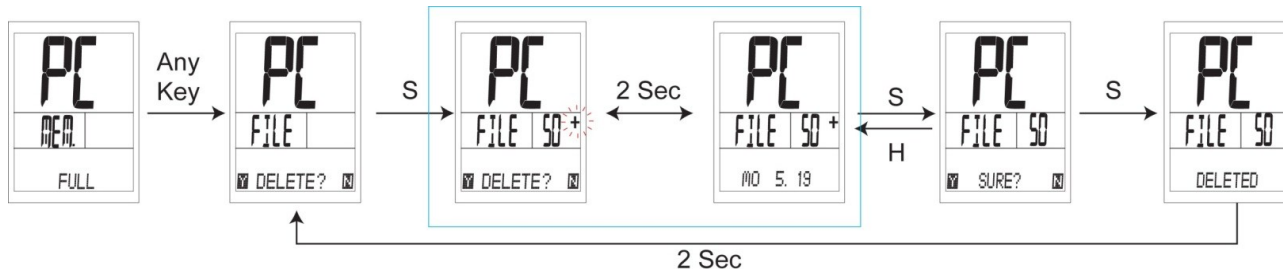 PC
MEM.
FULL
Any
Key
PC
FILE
Y DELETE? N
S
PC
FILE 50 +
Y DELETE? N
2 Sec
PC
FILE 50 +
MO 5. 19
S
H
PC
FILE 50
Y SURE? N
S
PC
FILE 50
DELETED
2 Sec